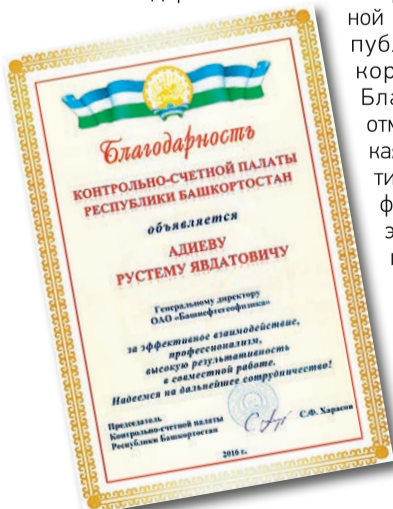 ной
публ
кор
Бла
отм
ка
ти
ф
э
Благодарность
КОНТРОЛЬНО-СЧЕТНОЙ ПАЛАТЫ
РЕСПУБЛИКИ БАШКОРТОСТАН
объявляется
АДИЕВУ
РУСТЕМУ ЯВДАТОВИЧУ
Генеральному директору
ОАО «Башнефтегеофизика»
за эффективное взаимодействие,
профессионализм,
высокую результативность
в совместной работе.
Надеемся на дальнейшее сотрудничество!
Председатель
Контрольно-счетной палаты
Республики Башкортостан
С.Ф. Харасов
2016 г.